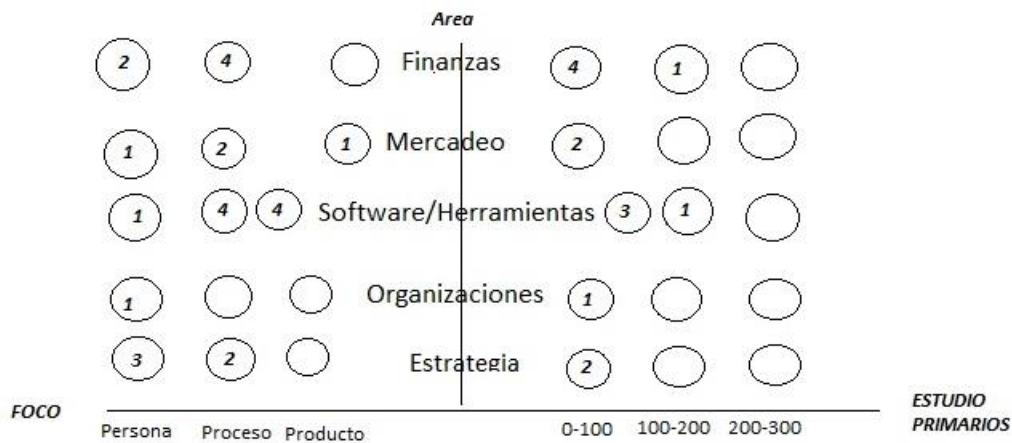 Area
2 4 Finanzas 4 1
1 2 1 Mercadeo 2
1 4 4 Software/Herramientas 3 1
1 Organizaciones 1
3 2 Estrategia 2
FOCO ESTUDIO
PRIMARIOS
Persona Proceso Producto 0-100 100-200 200-300